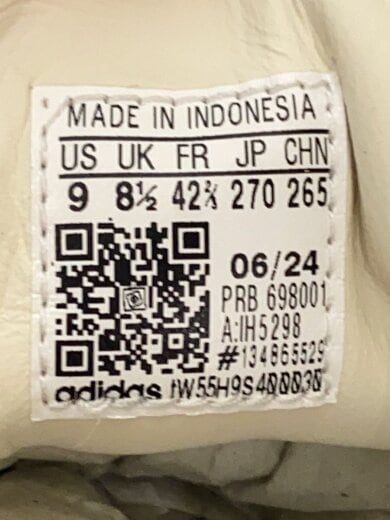 MADE IN INDONESIA
US UK FR JP CHN
9 8½ 42⅔ 270 265
06/24
PRB 698001
A:IH5298
#134865529
adidas tW55H9S400030